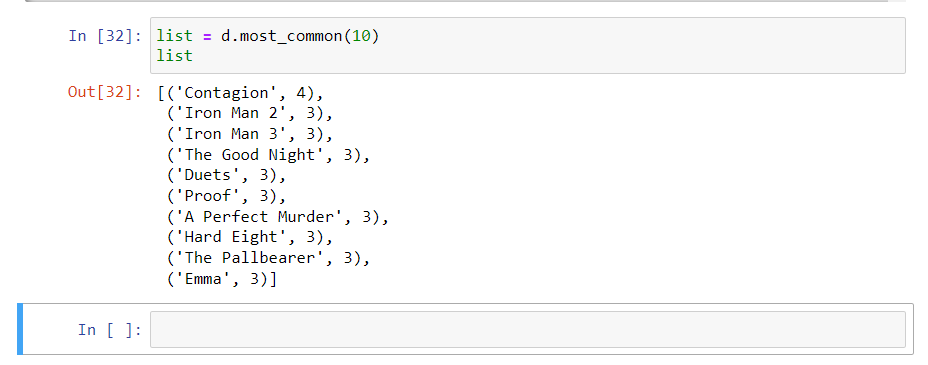 In [32]: list = d.most_common(10)
list
Out[32]: [('Contagion', 4),
('Iron Man 2', 3),
('Iron Man 3', 3),
('The Good Night', 3),
('Duets', 3),
('Proof', 3),
('A Perfect Murder', 3),
('Hard Eight', 3),
('The Pallbearer', 3),
('Emma', 3)]
In [ ]: